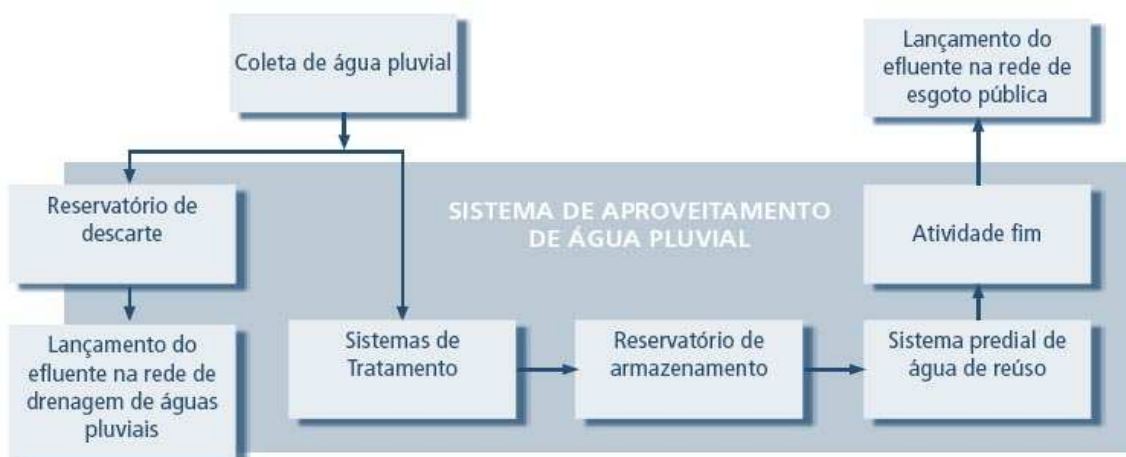 Coleta de água pluvial
Lançamento do
efluente na rede de
esgoto pública
Reservatório de
descarte
SISTEMA DE APROVEITAMENTO
DE ÁGUA PLUVIAL
Atividade fim
Lançamento do
efluente na rede de
drenagem de águas
pluviais
Sistemas de
Tratamento
Reservatório de
armazenamento
Sistema predial de
água de reúso